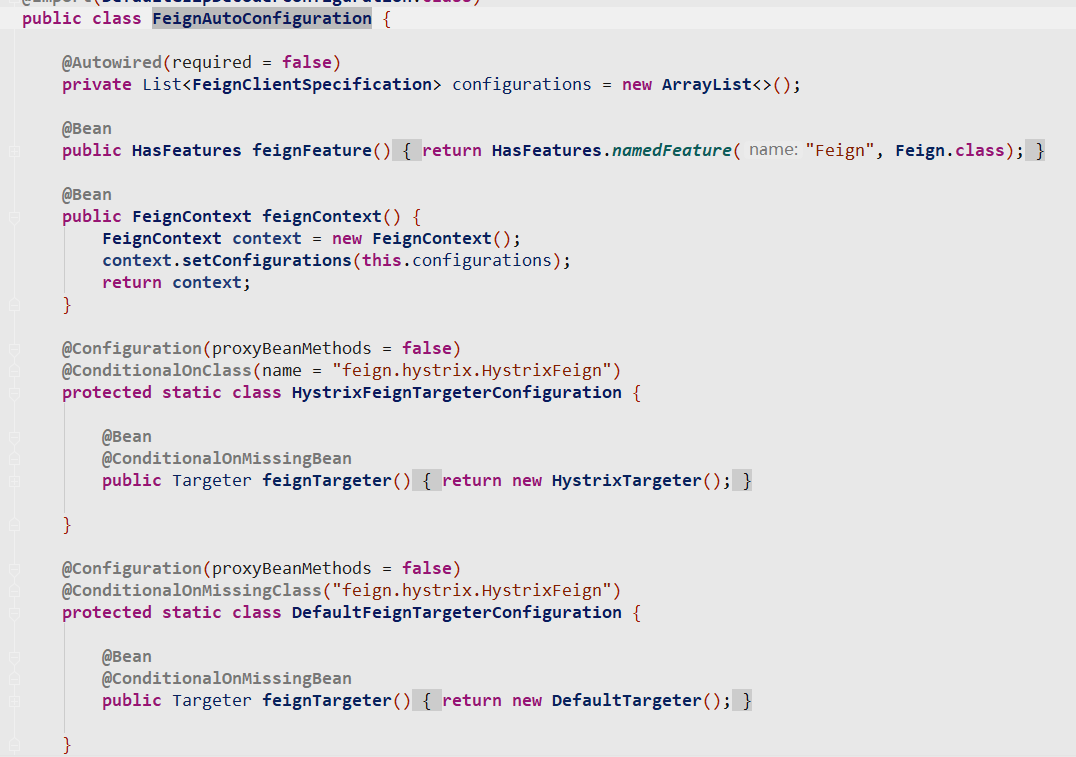 @Import(DefaultGzipDecoderConfiguration.class)
public class FeignAutoConfiguration {
@Autowired(required = false)
private List<FeignClientSpecification> configurations = new ArrayList<>();
@Bean
public HasFeatures feignFeature() { return HasFeatures.namedFeature( name: "Feign", Feign.class); }
@Bean
public FeignContext feignContext() {
FeignContext context = new FeignContext();
context.setConfigurations(this.configurations);
return context;
}
@Configuration(proxyBeanMethods = false)
@ConditionalOnClass(name = "feign.hystrix.HystrixFeign")
protected static class HystrixFeignTargeterConfiguration {
@Bean
@ConditionalOnMissingBean
public Targeter feignTargeter() { return new HystrixTargeter(); }
}
@Configuration(proxyBeanMethods = false)
@ConditionalOnMissingClass("feign.hystrix.HystrixFeign")
protected static class DefaultFeignTargeterConfiguration {
@Bean
@ConditionalOnMissingBean
public Targeter feignTargeter() { return new DefaultTargeter(); }
}